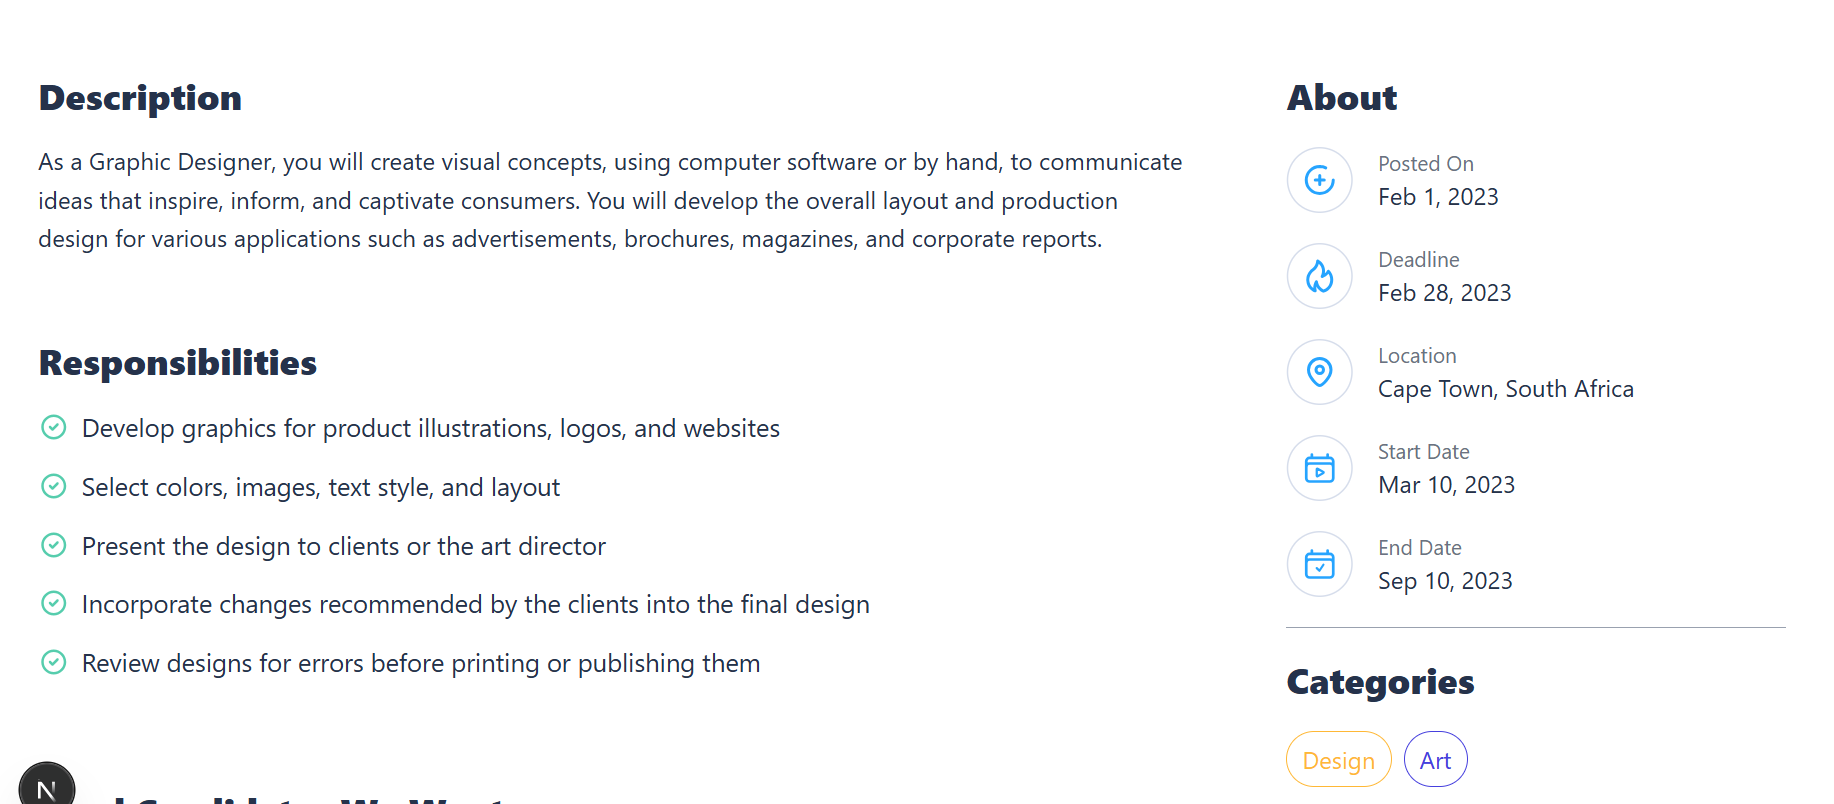 Description
As a Graphic Designer, you will create visual concepts, using computer software or by hand, to communicate
ideas that inspire, inform, and captivate consumers. You will develop the overall layout and production
design for various applications such as advertisements, brochures, magazines, and corporate reports.
Responsibilities
Develop graphics for product illustrations, logos, and websites
Select colors, images, text style, and layout
Present the design to clients or the art director
Incorporate changes recommended by the clients into the final design
Review designs for errors before printing or publishing them
N
About
Posted On
Feb 1, 2023
Deadline
Feb 28, 2023
Location
Cape Town, South Africa
Start Date
Mar 10, 2023
End Date
Sep 10, 2023
Categories
Design Art